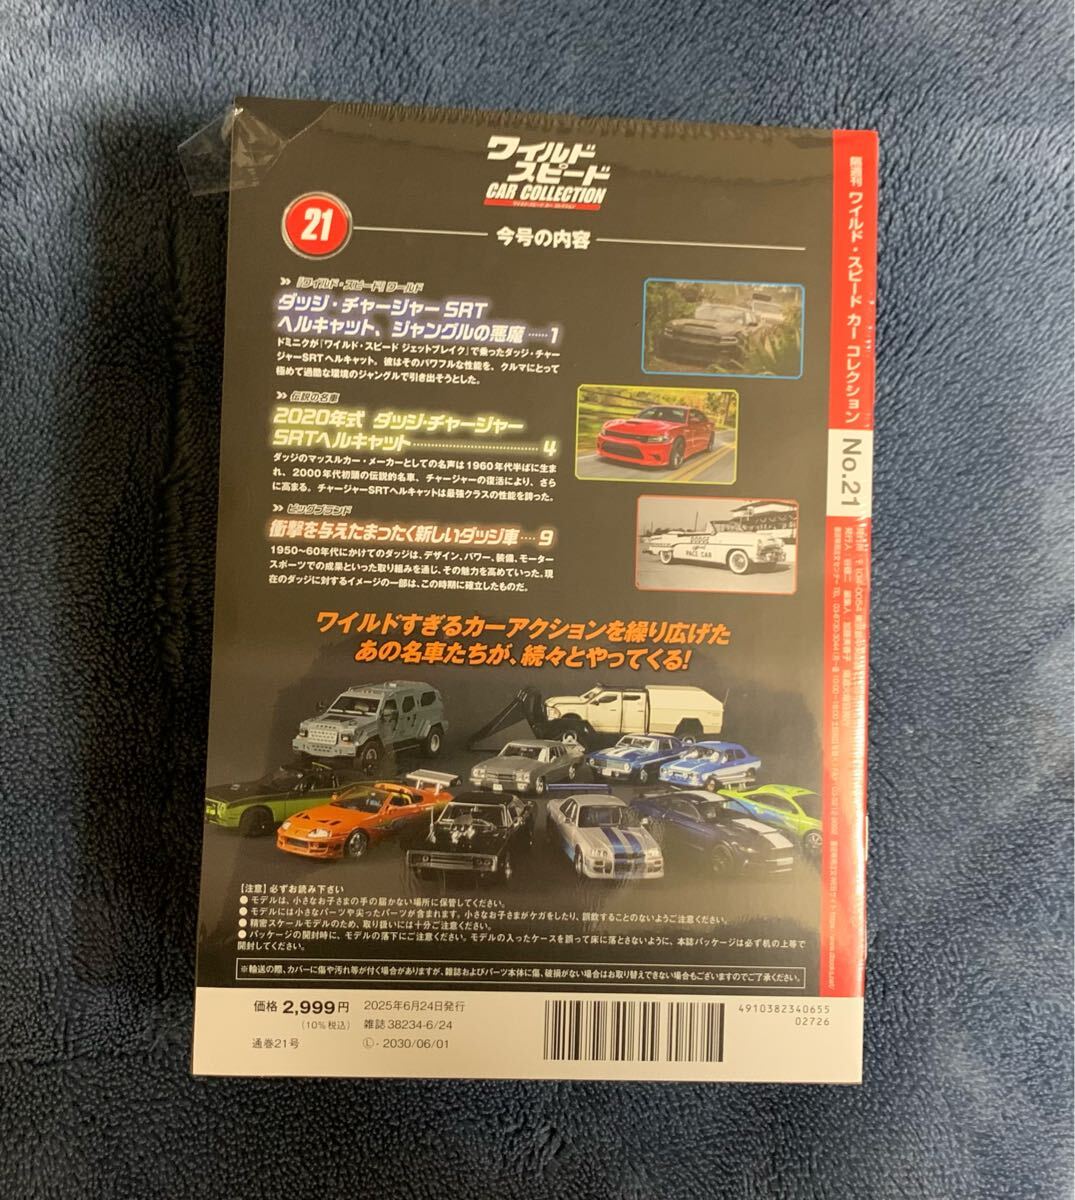 ワイルド
スピード
CAR COLLECTION
ワイルド・スピード カー コレクション
21
今号の内容
『ワイルド・スピード』ワールド
ダッジ・チャージャー SRT
ヘルキャット、ジャングルの悪魔……1
ドミニクが『ワイルド・スピード ジェットブレイク』で乗ったダッジ・チャー
ジャーSRTヘルキャット。彼はそのパワフルな性能を、クルマにとって
極めて過酷な環境のジャングルで引き出そうとした。
伝説の名車
2020年式 ダッジ・チャージャー
SRTヘルキャット……………………………4
ダッジのマッスルカー・メーカーとしての名声は1960年代半ばに生ま
れ、2000年代初頭の伝説的名車、チャージャーの復活により、さら
に高まる。チャージャーSRTヘルキャットは最強クラスの性能を誇った。
ビッグブランド
衝撃を与えたまったく新しいダッジ車……9
1950〜60年代にかけてのダッジは、デザイン、パワー、装備、モーター
スポーツでの成果といった取り組みを通じ、その魅力を高めていった。現
在のダッジに対するイメージの一部は、この時期に確立したものだ。
DODGE
PACE CAR
ワイルドすぎるカーアクションを繰り広げた
あの名車たちが、続々とやってくる!
【注意】必ずお読み下さい
● モデルは、小さなお子さまの手の届かない場所に保管してください。
● モデルには小さなパーツや尖ったパーツが含まれます。小さなお子さまがケガをしたり、誤飲することのないようご注意ください。
● 精密スケールモデルのため、取り扱いには十分ご注意ください。
● パッケージの開封時に、モデルの落下にご注意ください。モデルの入ったケースを誤って床に落とさないように、本誌パッケージは必ず机の上等で
開封してください。
※輸送の際、カバーに傷や汚れ等が付く場合がありますが、雑誌およびパーツ本体に傷、破損がない場合はお取り替えできない場合もございますのでご了承ください。
価格 2,999円
(10%税込)
通巻21号
2025年6月24日発行
雑誌 38234-6/24
Ⓛ - 2030/06/01
4910382340655
02726
隔週刊 ワイルド・スピード カー コレクション
No.21